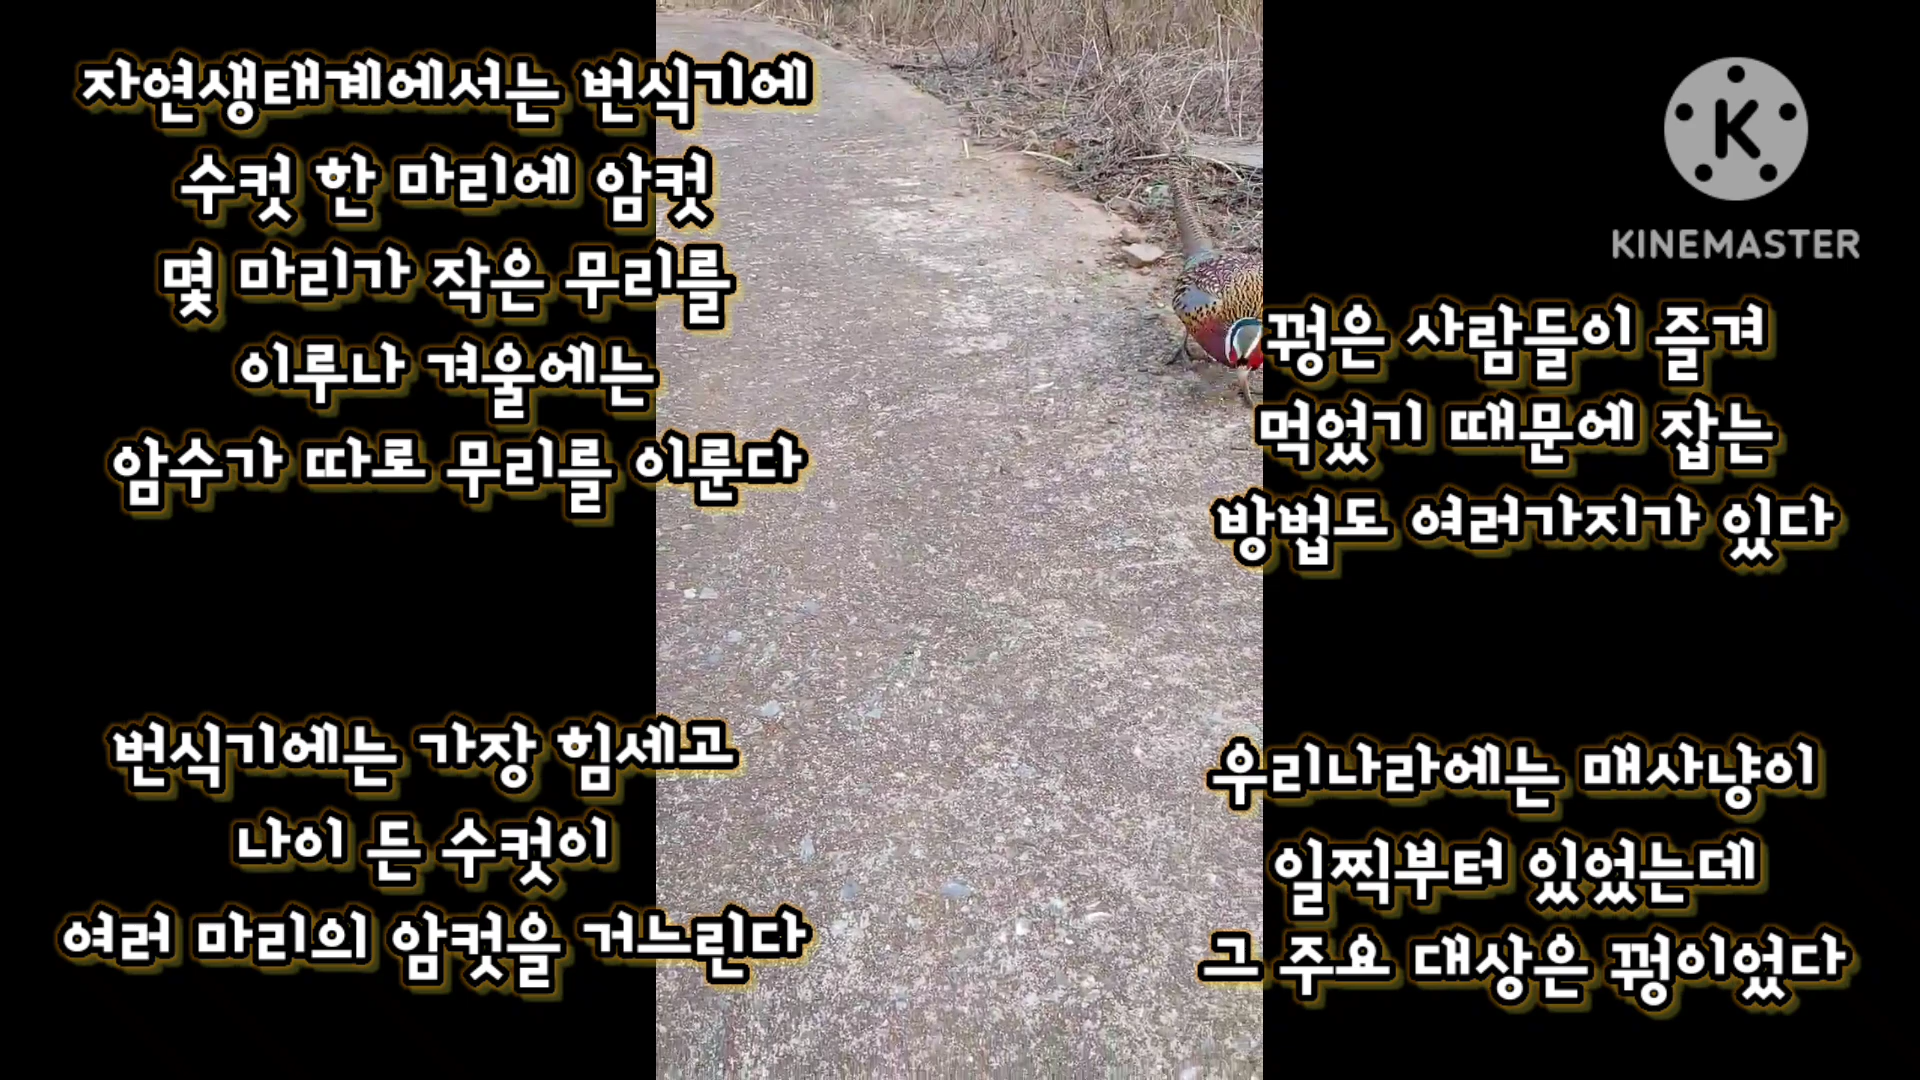 자연생태계에서는 번식기에
수컷 한 마리에 암컷
몇 마리가 작은 무리를
이루나 겨울에는
암수가 따로 무리를 이룬다
번식기에는 가장 힘세고
나이 든 수컷이
여러 마리의 암컷을 거느린다
K
KINEMASTER
꿩은 사람들이 즐겨
먹었기 때문에 잡는
방법도 여러가지가 있다
우리나라에는 매사냥이
일찍부터 있었는데
그 주요 대상은 꿩이었다